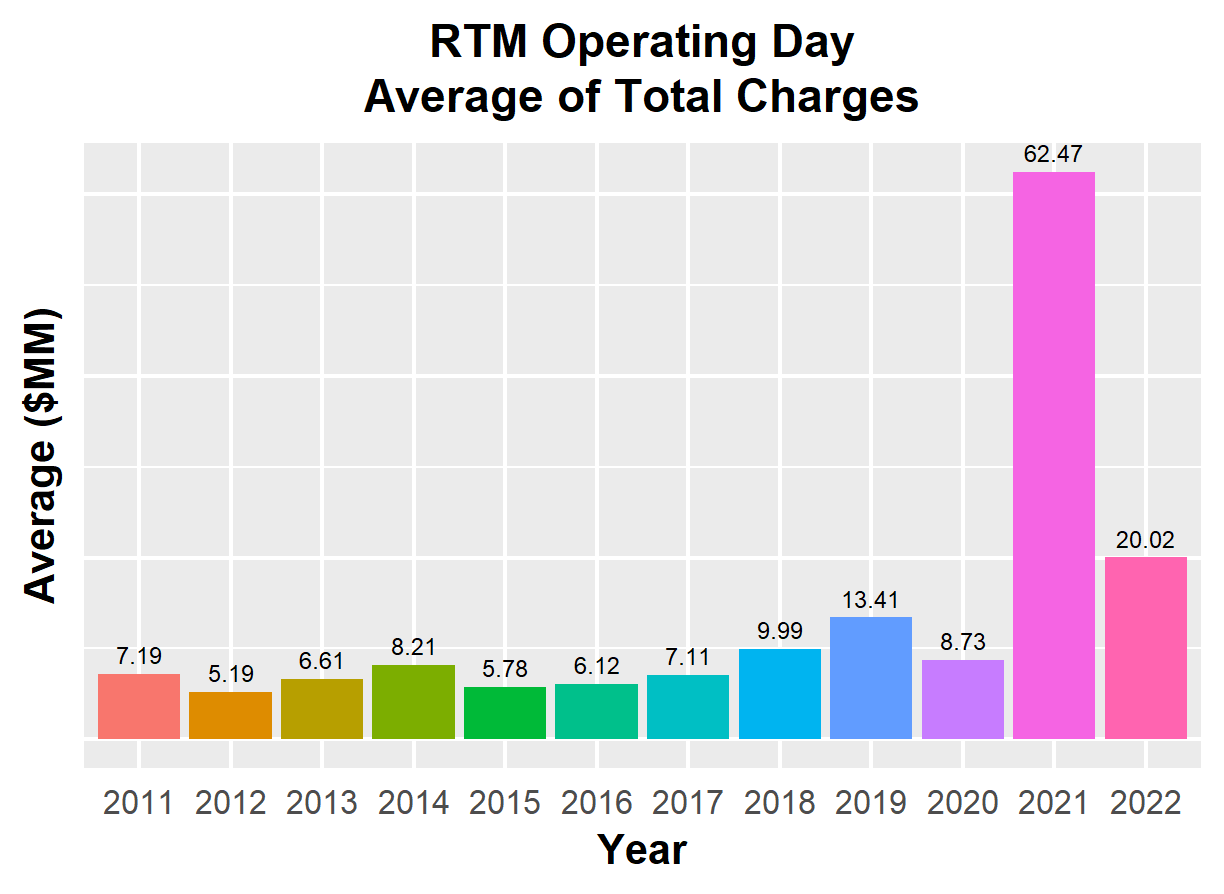 RTM Operating Day
Average of Total Charges
Average ($MM)
62.47
20.02
13.41
9.99
8.73
8.21
7.19
7.11
6.61
6.12
5.78
5.19
2011 2012 2013 2014 2015 2016 2017 2018 2019 2020 2021 2022
Year